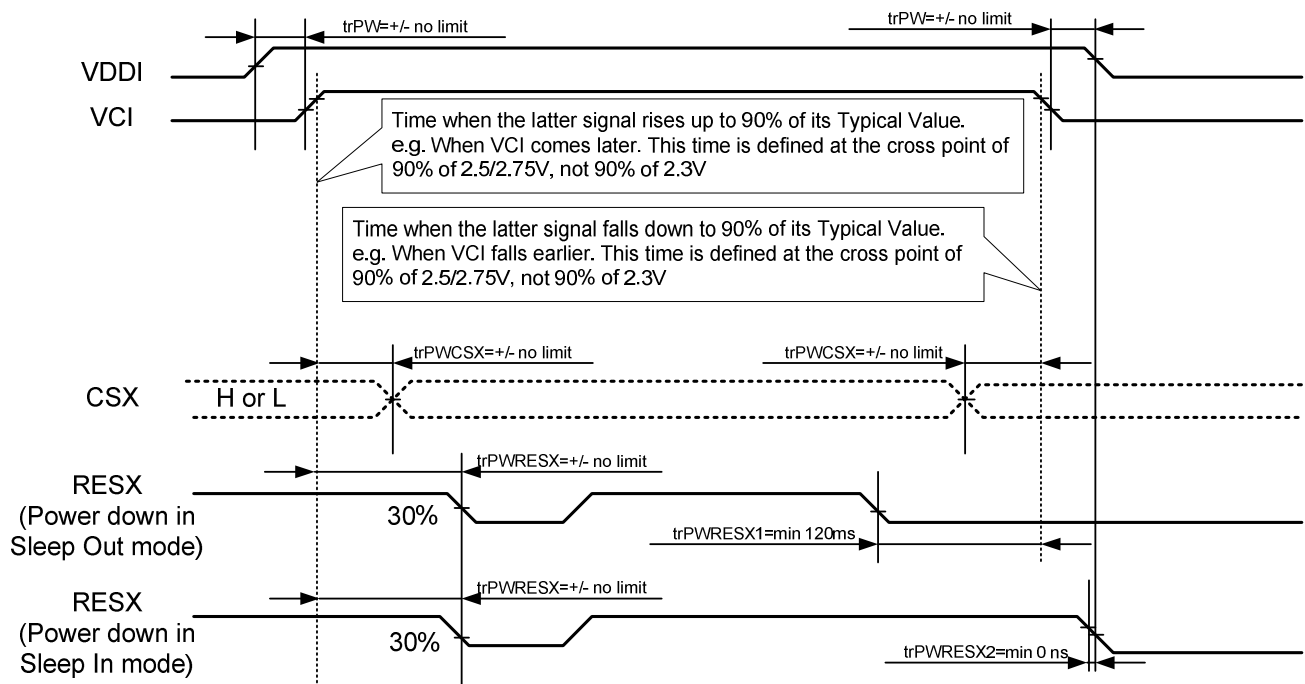 trPW=+/- no limit
trPW=+/- no limit
VDDI
VCI
Time when the latter signal rises up to 90% of its Typical Value.
e.g. When VCI comes later. This time is defined at the cross point of
90% of 2.5/2.75V, not 90% of 2.3V
Time when the latter signal falls down to 90% of its Typical Value.
e.g. When VCI falls earlier. This time is defined at the cross point of
90% of 2.5/2.75V, not 90% of 2.3V
trPWCSX=+/- no limit
trPWCSX=+/- no limit
CSX
H or L
trPWRESX=+/- no limit
RESX
(Power down in
Sleep Out mode)
30%
trPWRESX1=min 120ms
trPWRESX=+/- no limit
RESX
(Power down in
Sleep In mode)
30%
trPWRESX2=min 0 ns